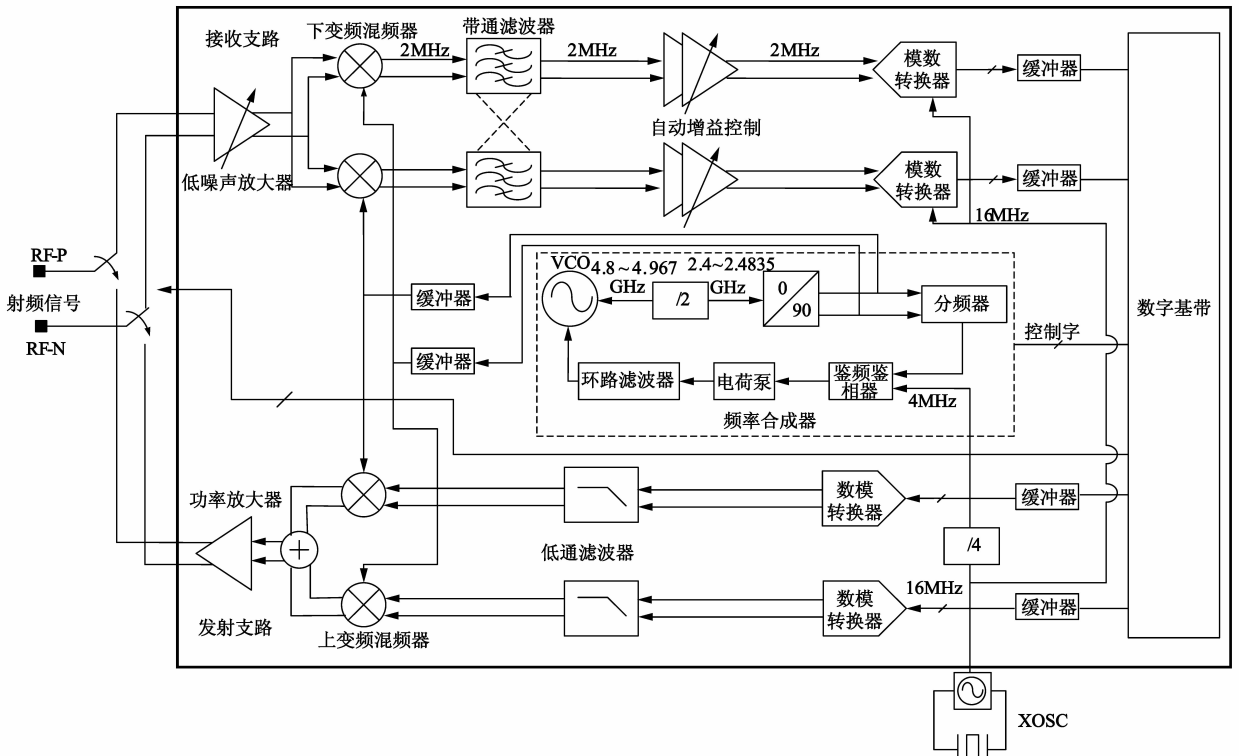 接收支路
下变频混频器
带通滤波器
2MHz
2MHz
2MHz
模数
转换器
缓冲器
自动增益控制
低噪声放大器
模数
转换器
缓冲器
16MHz
RF-P
射频信号
RF-N
VCO
4.8~4.967
GHz
2.4~2.4835
GHz
/2
0
90
分频器
缓冲器
缓冲器
控制字
数字基带
环路滤波器
电荷泵
鉴频鉴
相器
4MHz
频率合成器
功率放大器
数模
转换器
缓冲器
低通滤波器
/4
16MHz
数模
转换器
缓冲器
发射支路
上变频混频器
XOSC